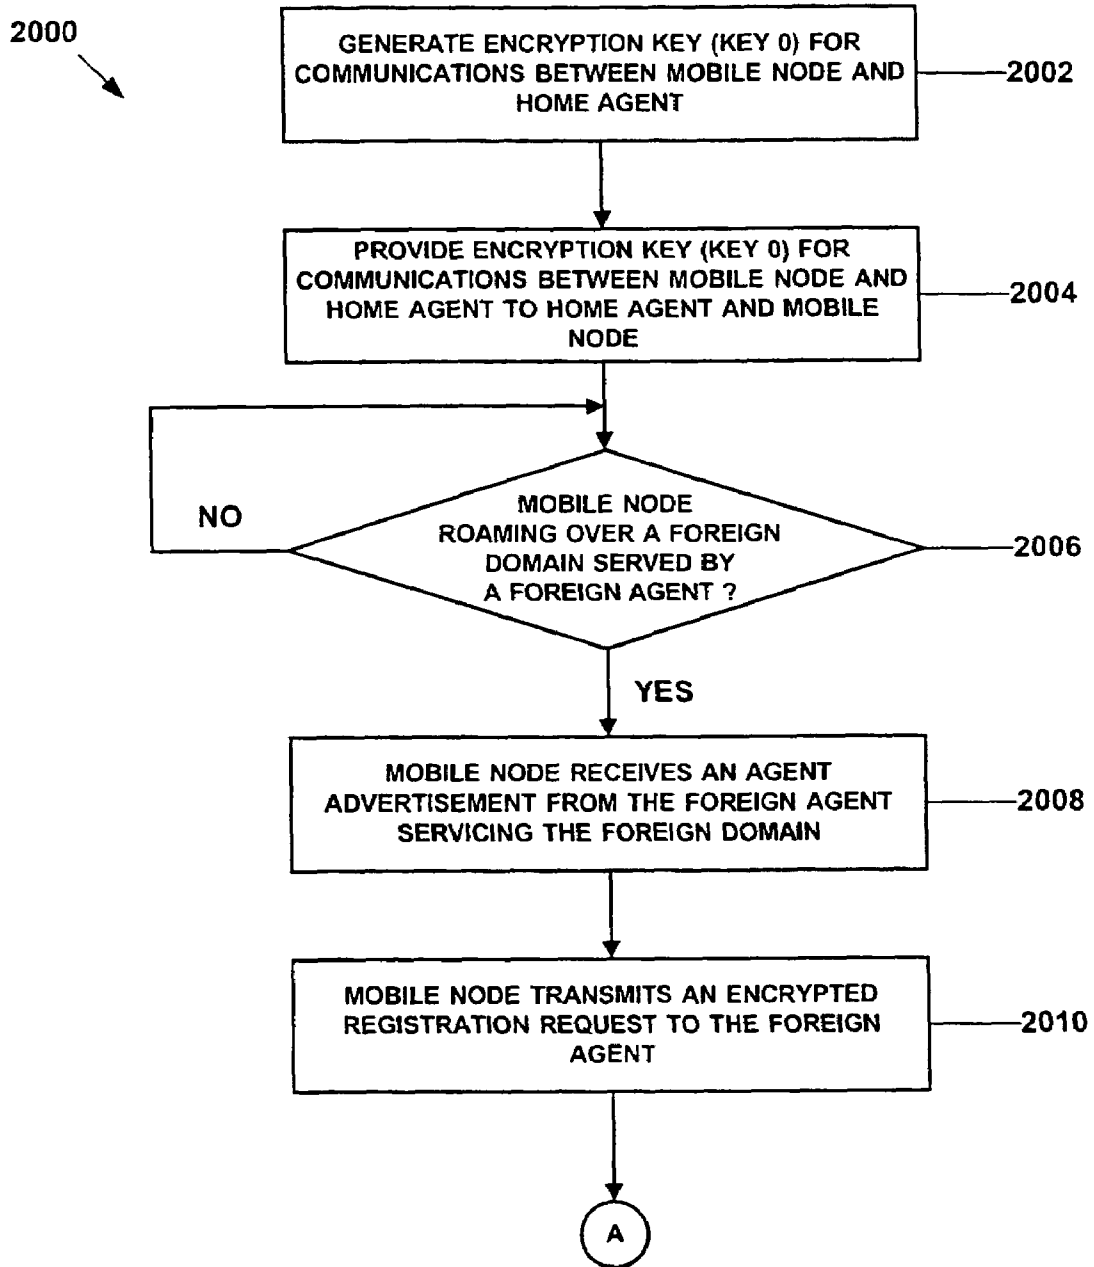 2000
GENERATE ENCRYPTION KEY (KEY 0) FOR
COMMUNICATIONS BETWEEN MOBILE NODE AND
HOME AGENT
2002
PROVIDE ENCRYPTION KEY (KEY 0) FOR
COMMUNICATIONS BETWEEN MOBILE NODE AND
HOME AGENT TO HOME AGENT AND MOBILE
NODE
2004
MOBILE NODE
ROAMING OVER A FOREIGN
DOMAIN SERVED BY
A FOREIGN AGENT ?
NO
2006
YES
MOBILE NODE RECEIVES AN AGENT
ADVERTISEMENT FROM THE FOREIGN AGENT
SERVICING THE FOREIGN DOMAIN
2008
MOBILE NODE TRANSMITS AN ENCRYPTED
REGISTRATION REQUEST TO THE FOREIGN
AGENT
2010
A